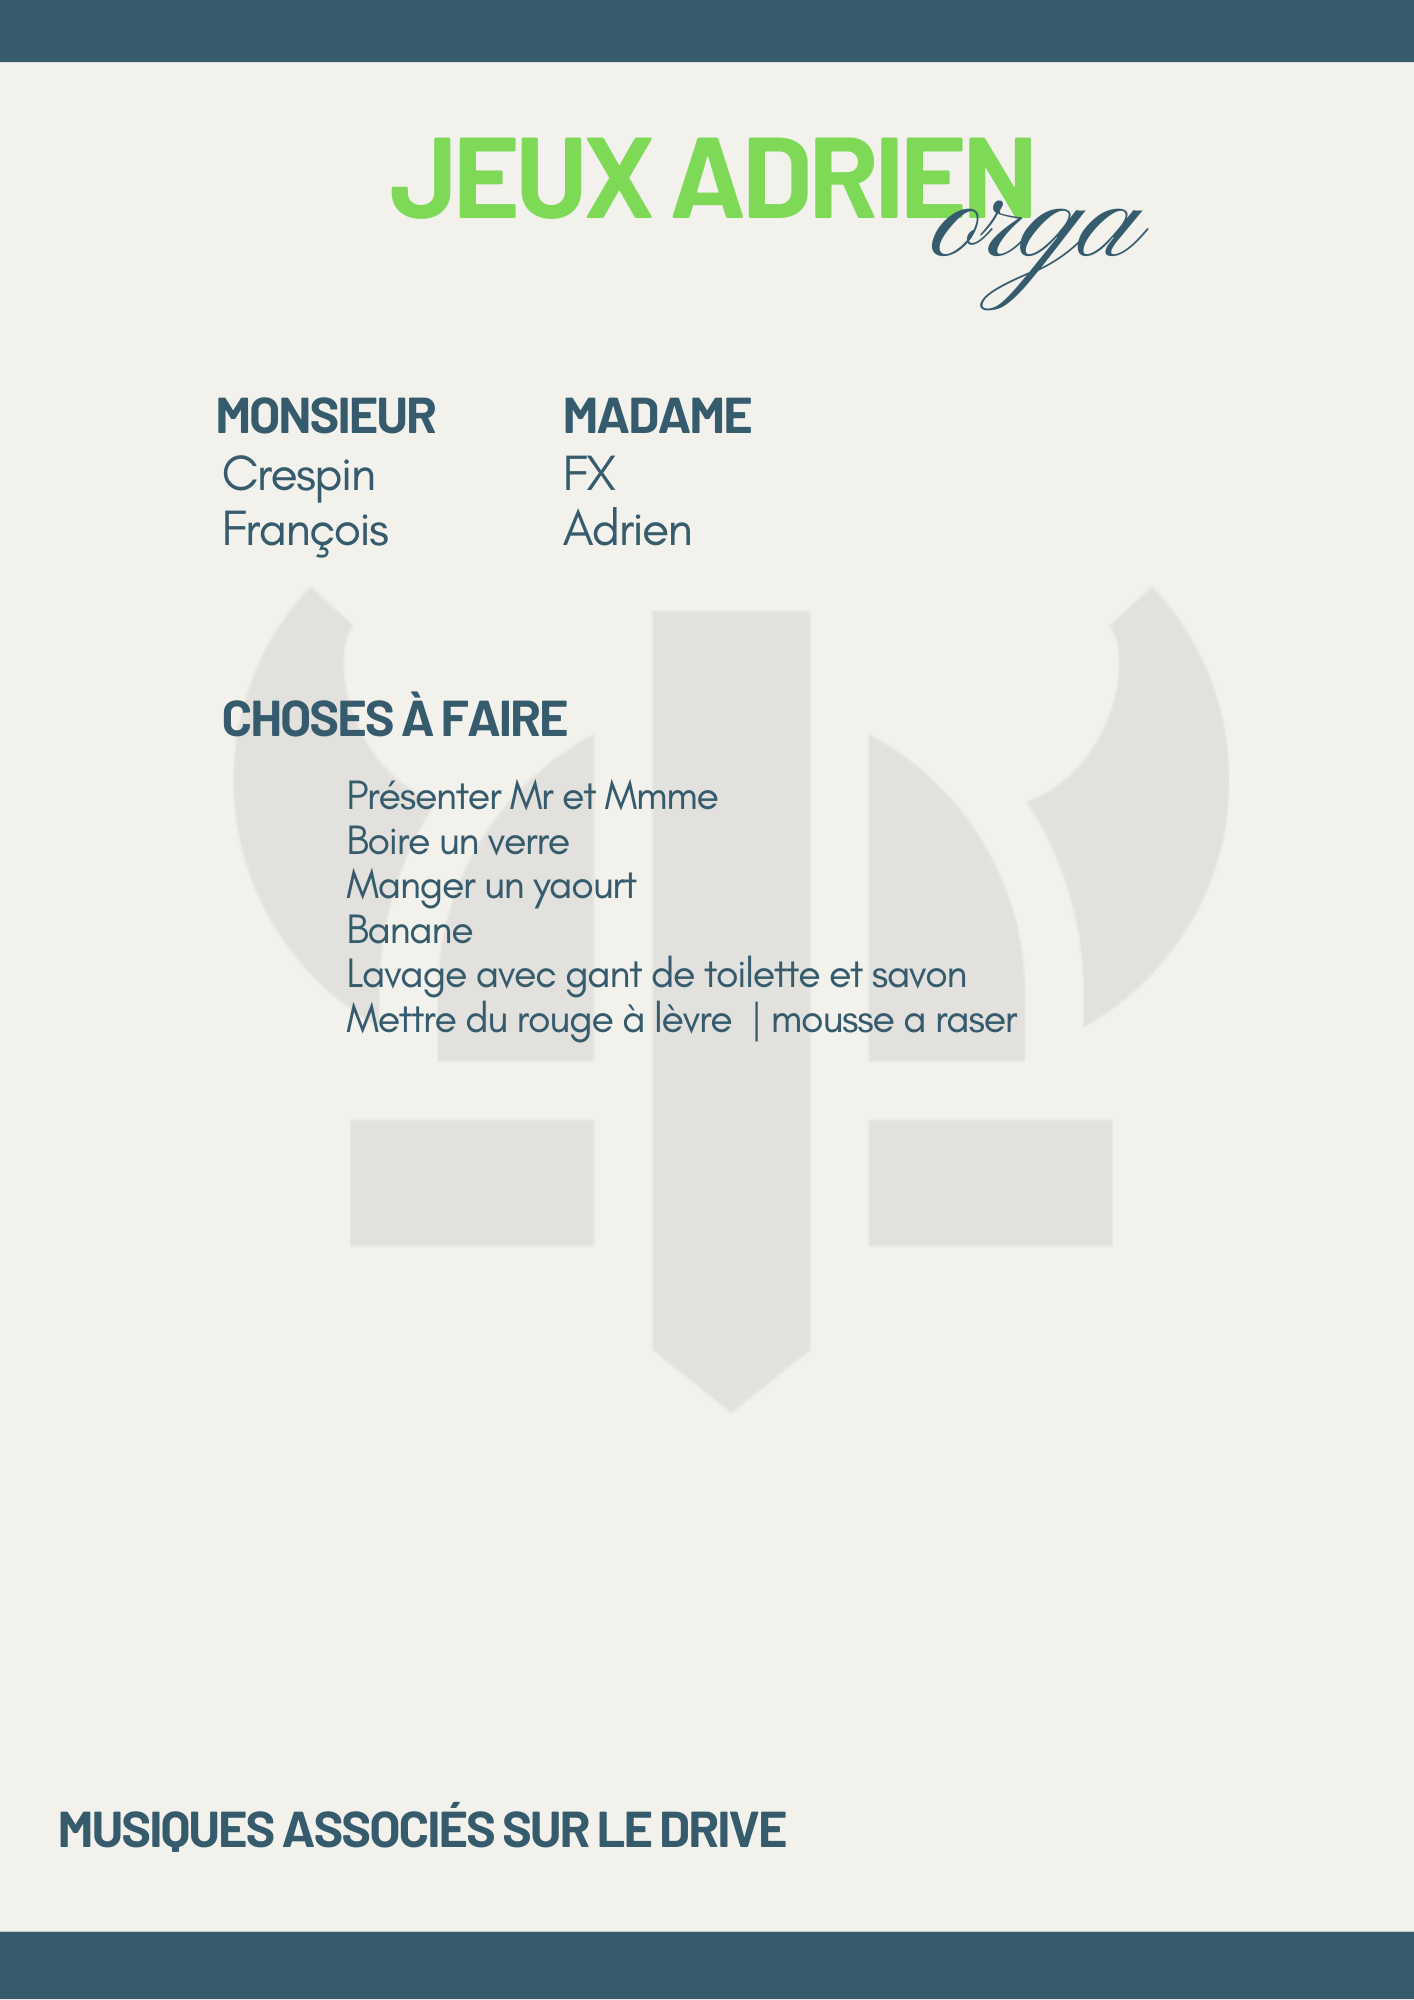 JEUX ADRIEN
orga
MONSIEUR MADAME
Crespin FX
François Adrien
CHOSES À FAIRE
Présenter Mr et Mmme
Boire un verre
Manger un yaourt
Banane
Lavage avec gant de toilette et savon
Mettre du rouge à lèvre | mousse a raser
MUSIQUES ASSOCIÉS SUR LE DRIVE